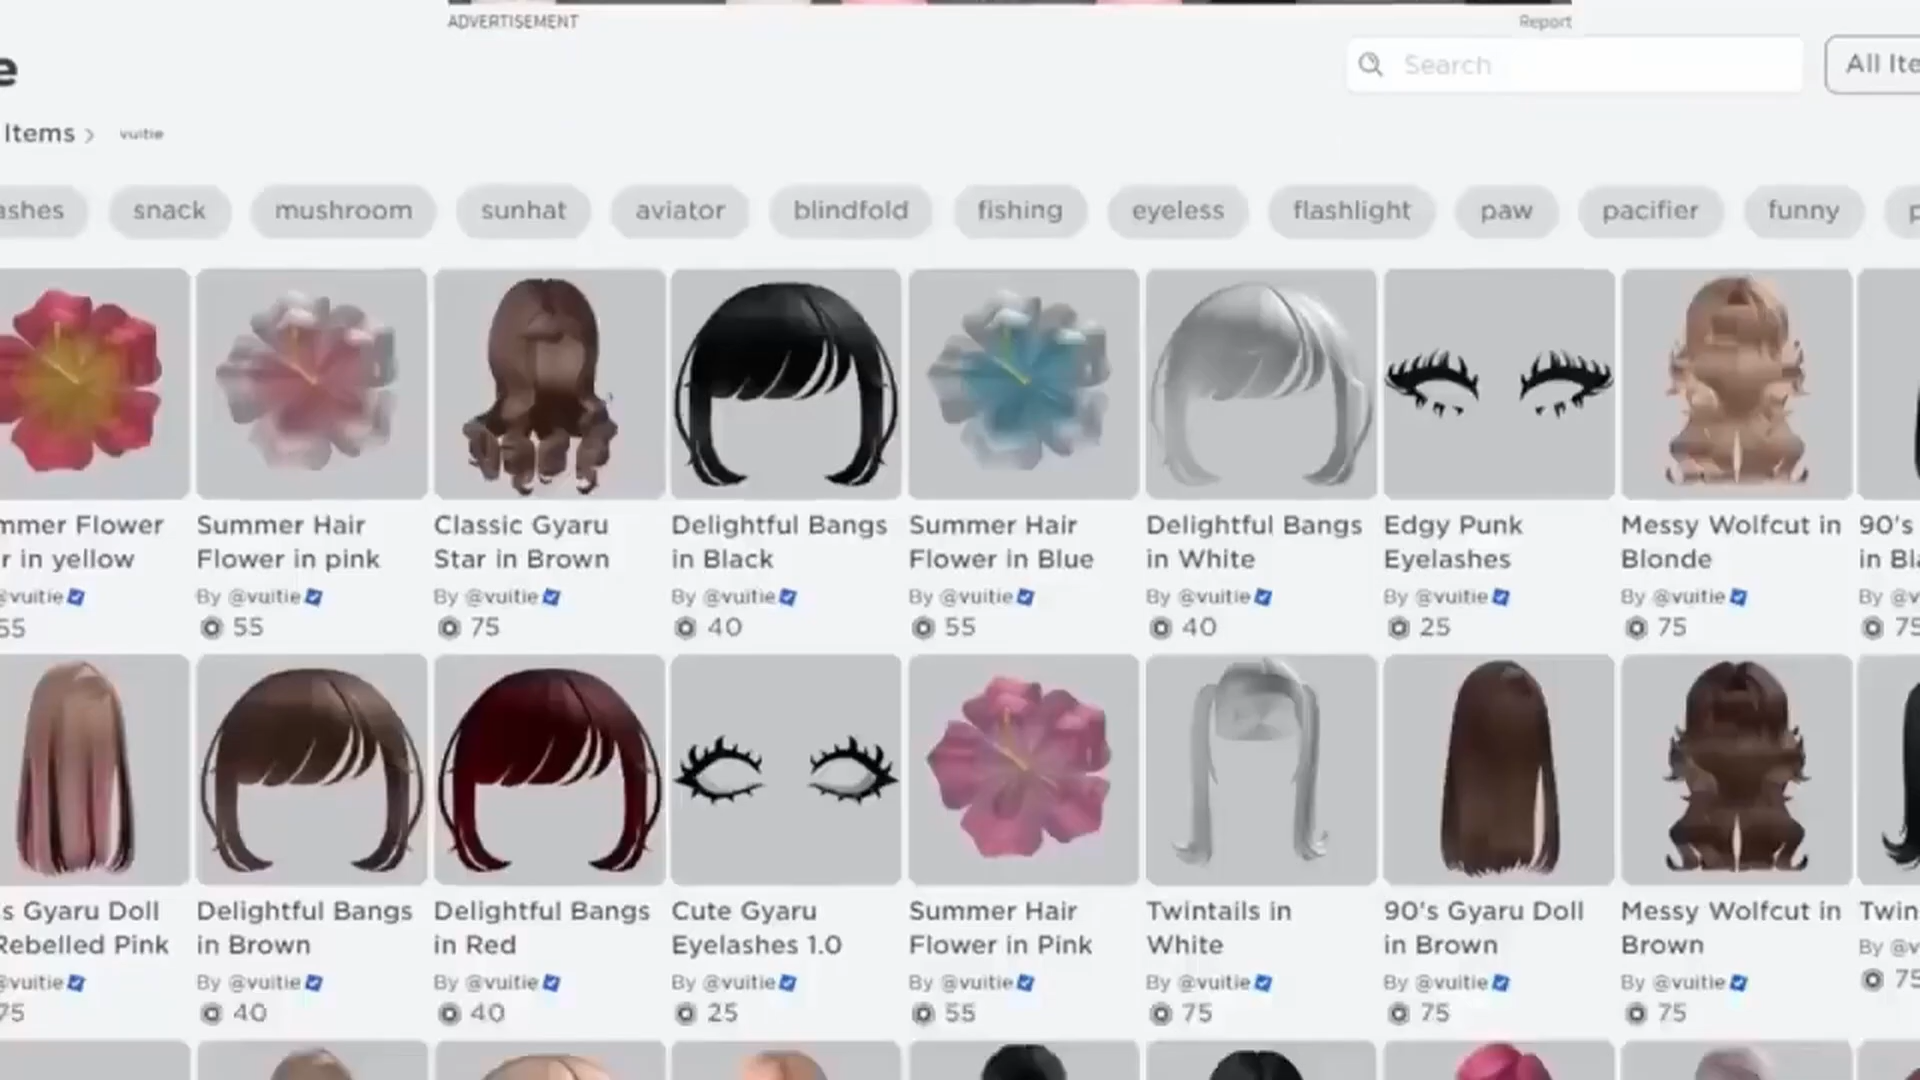 ADVERTISEMENT Report
e Search All Ite
Items > vuitie
ashes snack mushroom sunhat aviator blindfold fishing eyeless flashlight paw pacifier funny p
mmer Flower
r in yellow
@vuitie
55
Summer Hair
Flower in pink
By @vuitie
55
Classic Gyaru
Star in Brown
By @vuitie
75
Delightful Bangs
in Black
By @vuitie
40
Summer Hair
Flower in Blue
By @vuitie
55
Delightful Bangs
in White
By @vuitie
40
Edgy Punk
Eyelashes
By @vuitie
25
Messy Wolfcut in
Blonde
By @vuitie
75
90's
in Bla
By @v
75
s Gyaru Doll
Rebelled Pink
@vuitie
75
Delightful Bangs
in Brown
By @vuitie
40
Delightful Bangs
in Red
By @vuitie
40
Cute Gyaru
Eyelashes 1.0
By @vuitie
25
Summer Hair
Flower in Pink
By @vuitie
55
Twintails in
White
By @vuitie
75
90's Gyaru Doll
in Brown
By @vuitie
75
Messy Wolfcut in
Brown
By @vuitie
75
Twin
By @v
75